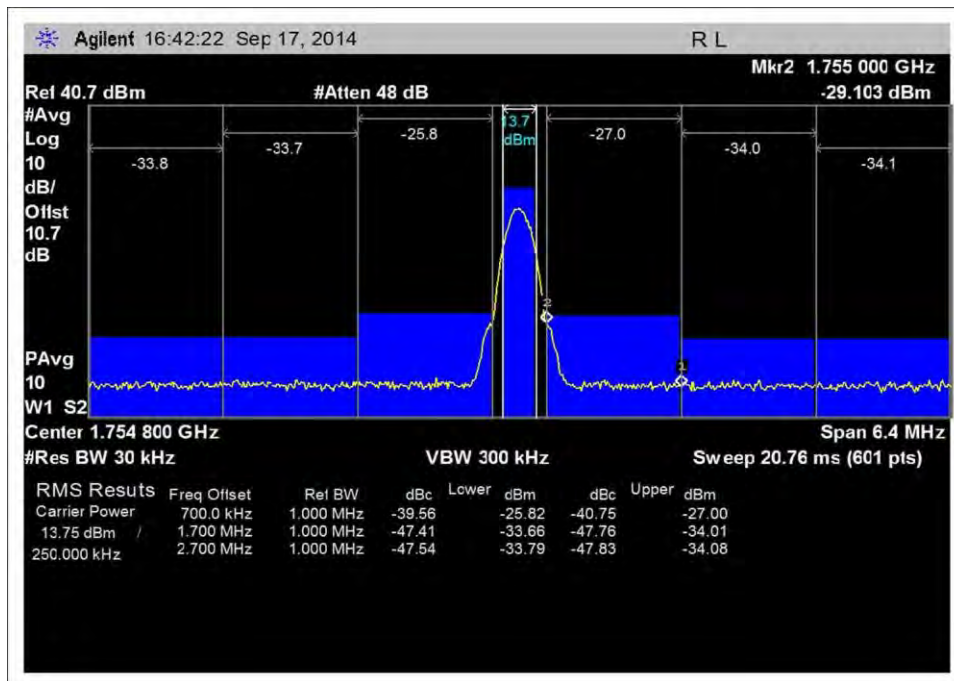 Agilent 16:42:22 Sep 17, 2014 R L
Mkr2 1.755 000 GHz
Ref 40.7 dBm #Atten 48 dB -29.103 dBm
#Avg
Log
10
dB/
Offst
10.7
dB
13.7
dBm
-25.8 -27.0
-33.7 -34.0
-33.8 -34.1
2
1
PAvg
10
W1 S2
Center 1.754 800 GHz Span 6.4 MHz
#Res BW 30 kHz VBW 300 kHz Sweep 20.76 ms (601 pts)
RMS Resuts Freq Offset Ref BW dBc Lower dBm dBc Upper dBm
Carrier Power 700.0 kHz 1.000 MHz -39.56 -25.82 -40.75 -27.00
13.75 dBm / 1.700 MHz 1.000 MHz -47.41 -33.66 -47.76 -34.01
250.000 kHz 2.700 MHz 1.000 MHz -47.54 -33.79 -47.83 -34.08